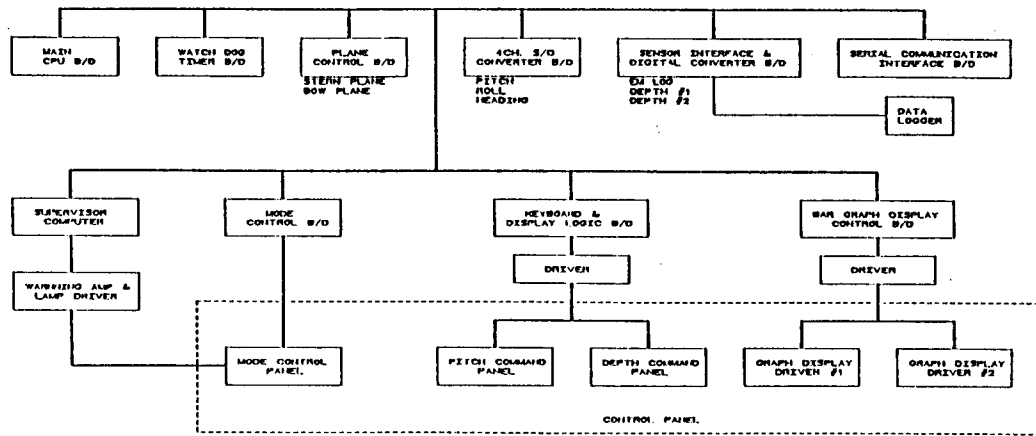 MAIN
CPU B/D
WATCH DOG
TIMER B/D
PLANE
CONTROL B/D
STERN PLANE
BOW PLANE
4CH. S/D
CONVERTER B/D
PITCH
ROLL
HEADING
SENSOR INTERFACE &
DIGITAL CONVERTER B/D
EM LOG
DEPTH #1
DEPTH #2
SERIAL COMMUNICATION
INTERFACE B/D
DATA
LOGGER
SUPERVISOR
COMPUTER
MODE
CONTROL B/D
KEYBOARD &
DISPLAY LOGIC B/D
BAR GRAPH DISPLAY
CONTROL B/D
WARNNING AMP &
LAMP DRIVER
DRIVER
DRIVER
MODE CONTROL
PANEL
PITCH COMMAND
PANEL
DEPTH COMMAND
PANEL
GRAPH DISPLAY
DRIVER #1
GRAPH DISPLAY
DRIVER #2
CONTROL PANEL